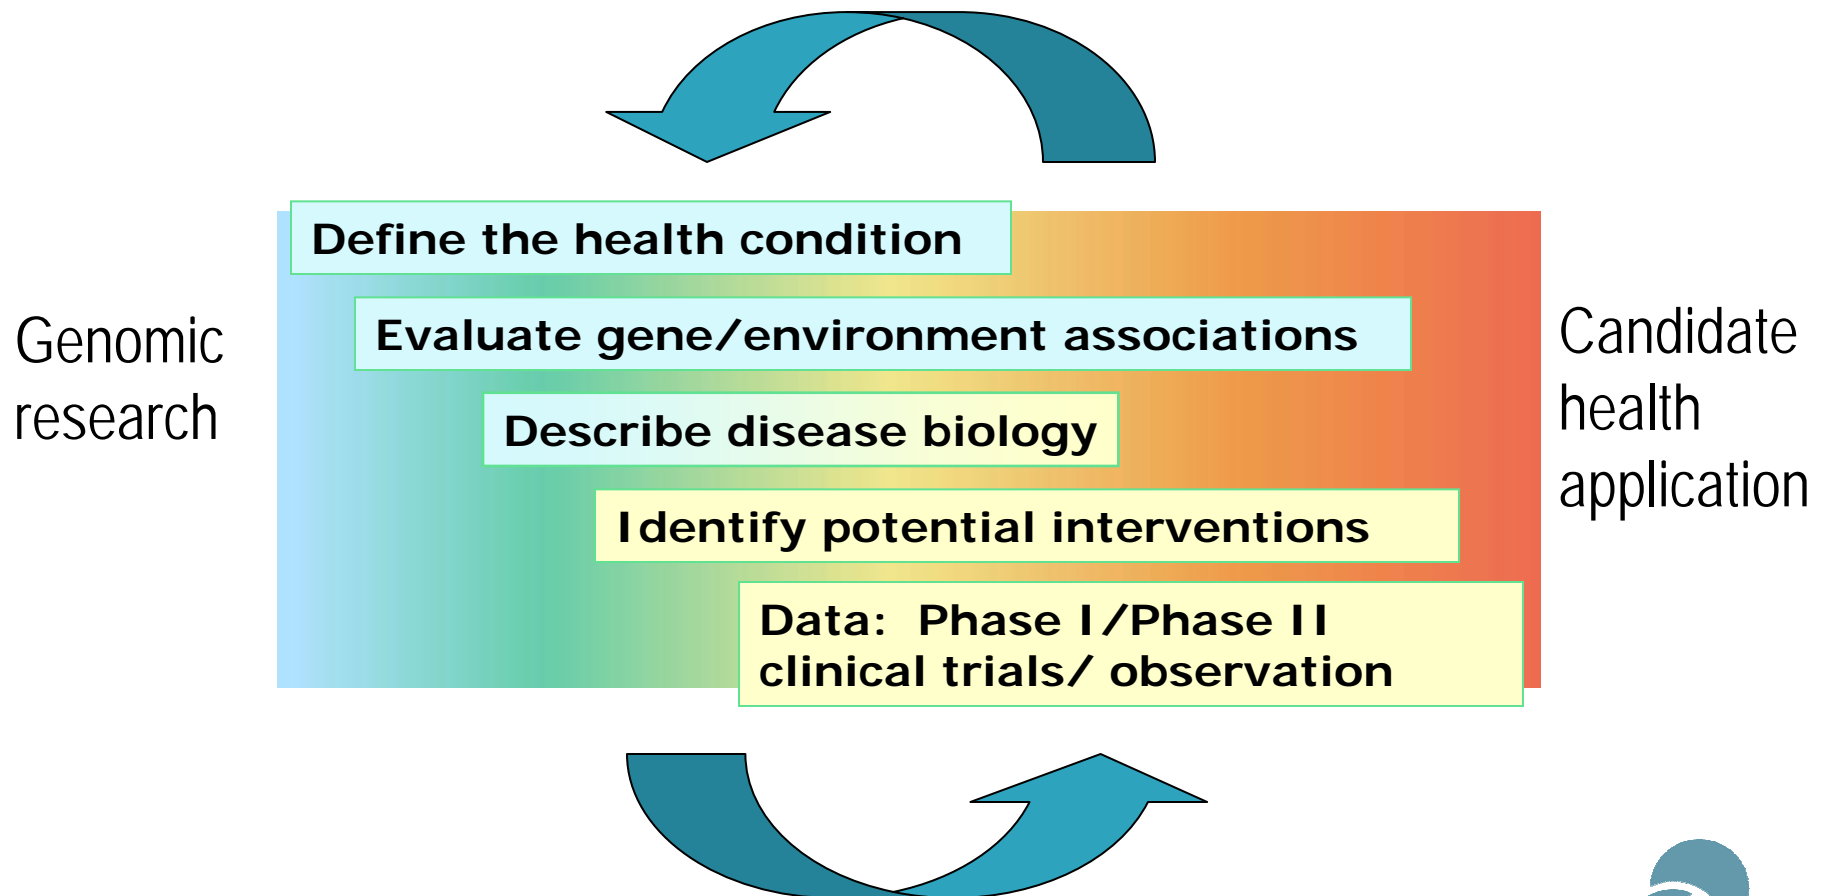 Define the health condition
Genomic
research
Evaluate gene/environment associations
Candidate
health
application
Describe disease biology
Identify potential interventions
Data: Phase I/Phase II
clinical trials/ observation